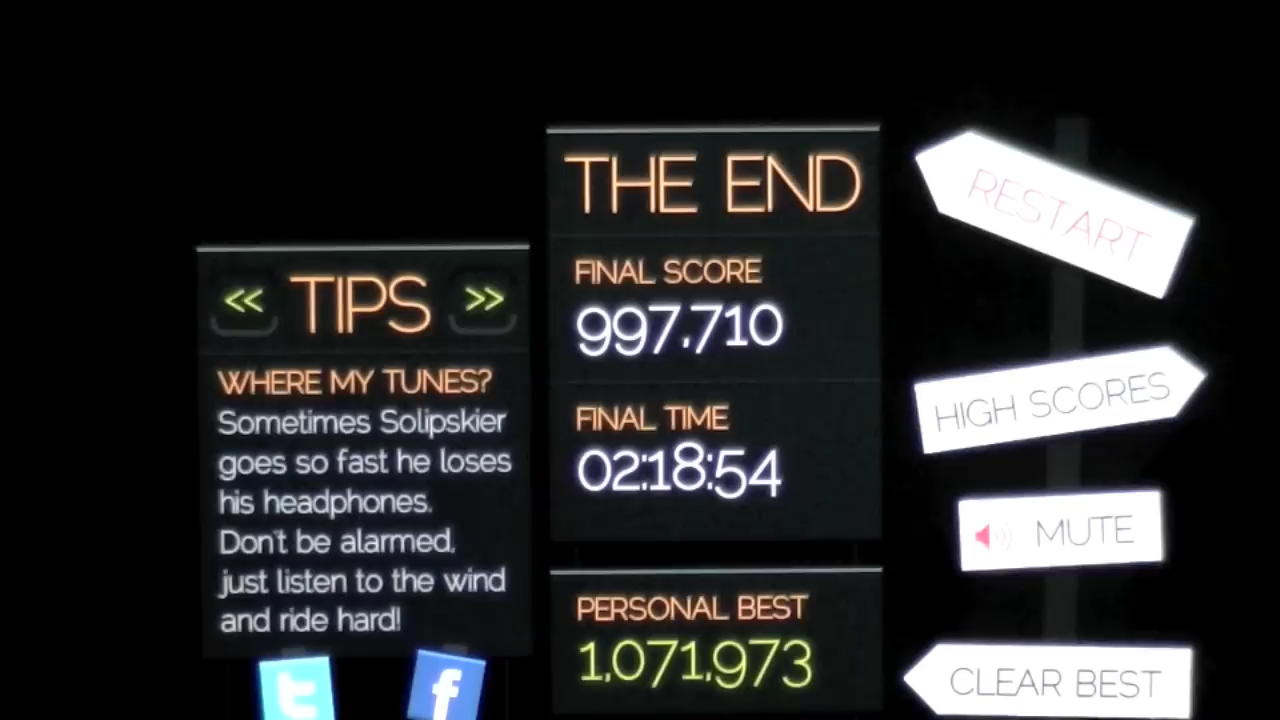 THE END
FINAL SCORE
997,710
FINAL TIME
02:18:54
PERSONAL BEST
1,071,973
<< TIPS >>
WHERE MY TUNES?
Sometimes Solipskier
goes so fast he loses
his headphones.
Don't be alarmed,
just listen to the wind
and ride hard!
RESTART
HIGH SCORES
MUTE
CLEAR BEST